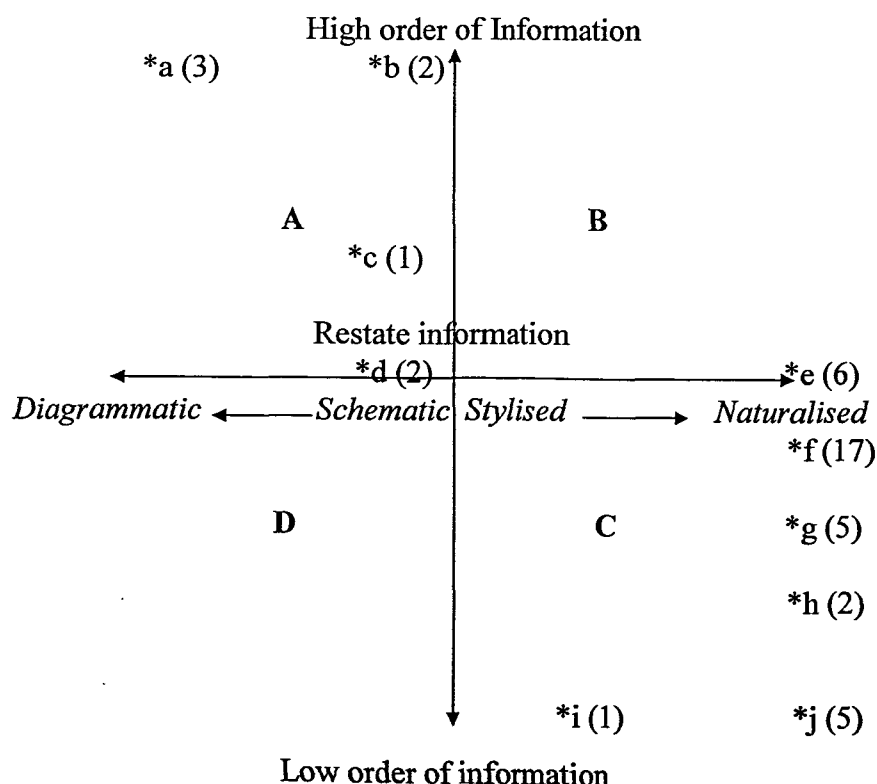 High order of Information
*a (3) *b (2)
A B
*c (1)
Restate information
*d (2) *e (6)
Diagrammatic Schematic Stylised Naturalised
*f (17)
D C *g (5)
*h (2)
*i (1) *j (5)
Low order of information